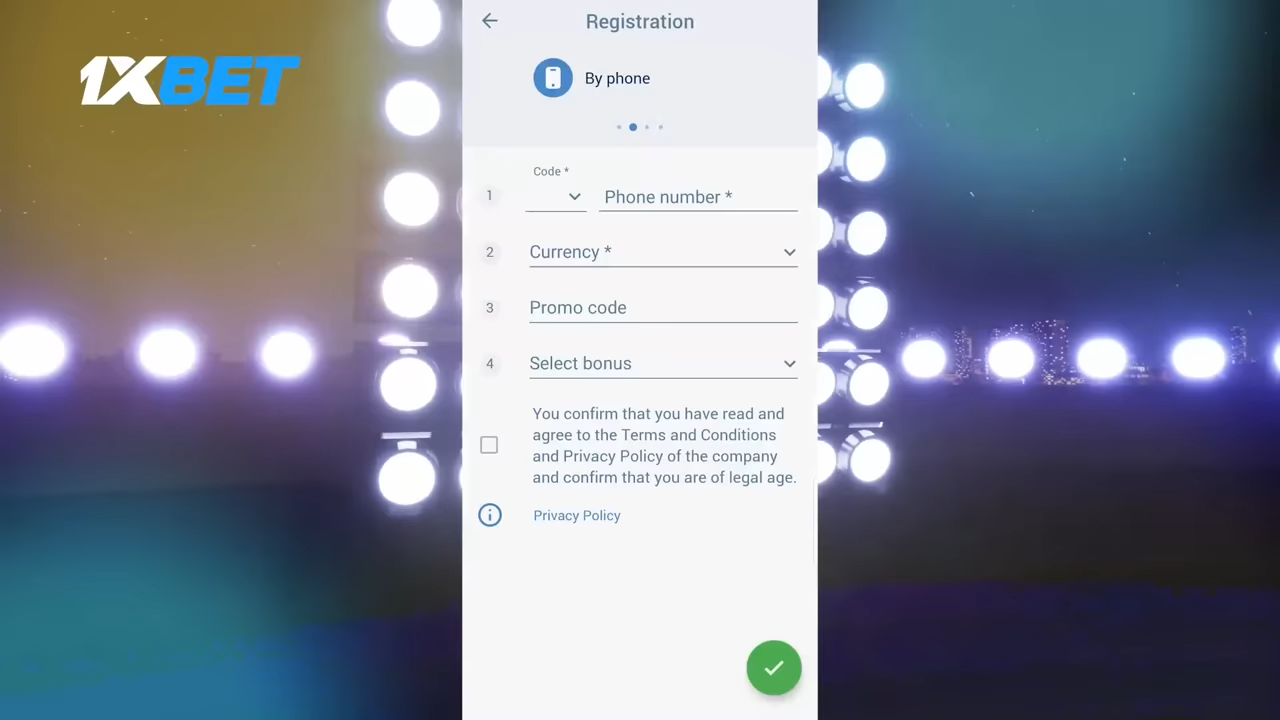 1XBET
Registration
By phone
Code *
1
Phone number *
2
Currency *
3
Promo code
4
Select bonus
You confirm that you have read and
agree to the Terms and Conditions
and Privacy Policy of the company
and confirm that you are of legal age.
Privacy Policy